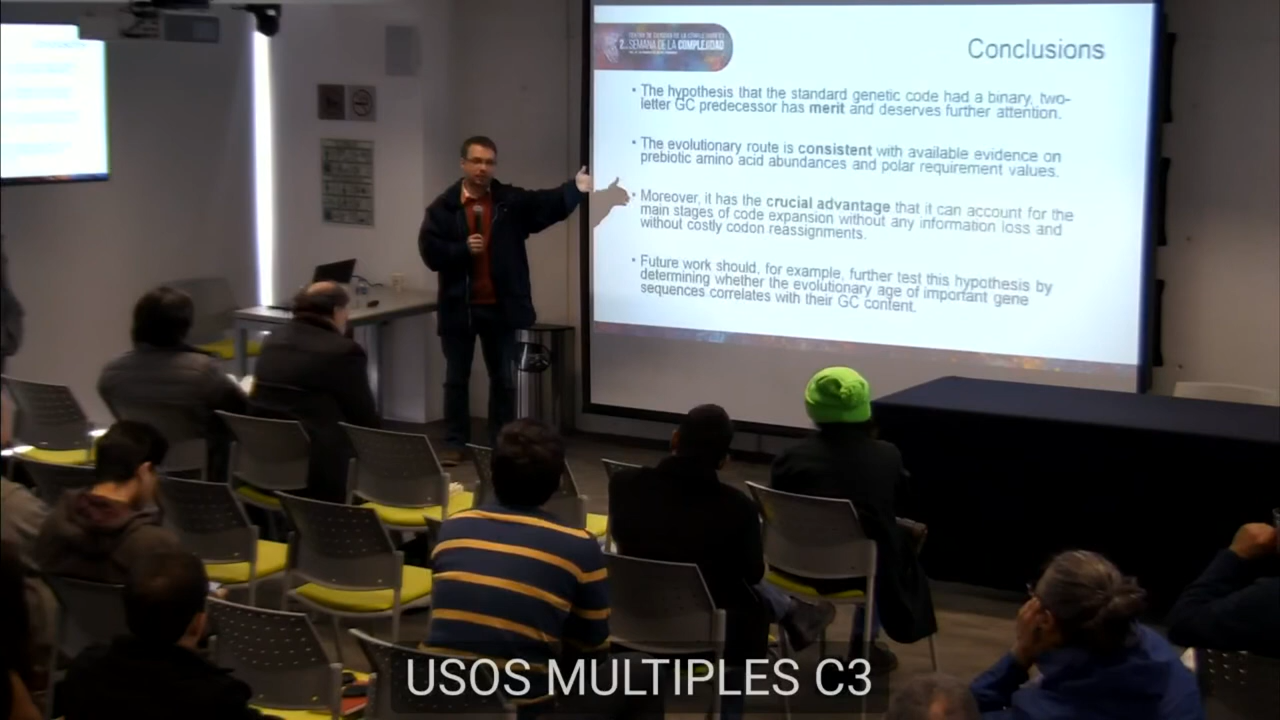 2.. SEMANA DE LA COMPLEJIDAD
Conclusions
• The hypothesis that the standard genetic code had a binary, two-
letter GC predecessor has merit and deserves further attention.
• The evolutionary route is consistent with available evidence on
prebiotic amino acid abundances and polar requirement values.
• Moreover, it has the crucial advantage that it can account for the
main stages of code expansion without any information loss and
without costly codon reassignments.
• Future work should, for example, further test this hypothesis by
determining whether the evolutionary age of important gene
sequences correlates with their GC content.
USOS MULTIPLES C3